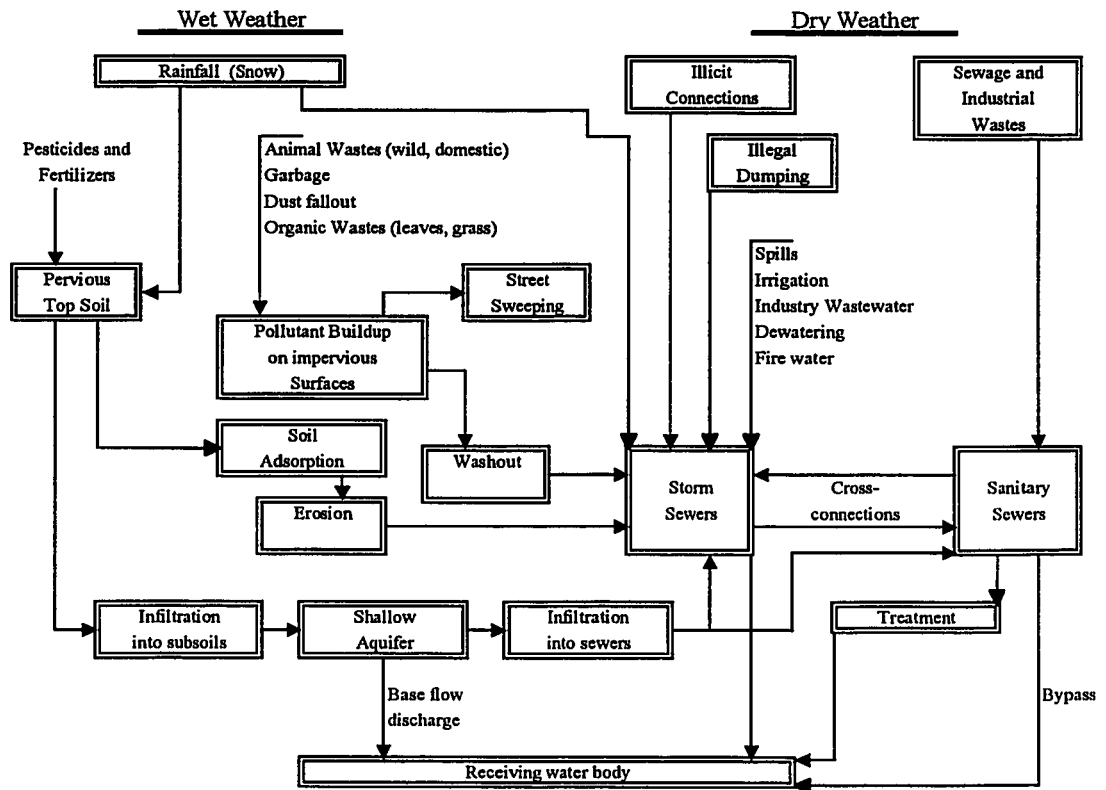 Wet Weather
Dry Weather
Rainfall (Snow)
Illicit
Connections
Sewage and
Industrial
Wastes
Pesticides and
Fertilizers
Animal Wastes (wild, domestic)
Garbage
Dust fallout
Organic Wastes (leaves, grass)
Illegal
Dumping
Pervious
Top Soil
Street
Sweeping
Spills
Irrigation
Industry Wastewater
Dewatering
Fire water
Pollutant Buildup
on impervious
Surfaces
Soil
Adsorption
Washout
Storm
Sewers
Cross-
connections
Sanitary
Sewers
Erosion
Infiltration
into subsoils
Shallow
Aquifer
Infiltration
into sewers
Treatment
Base flow
discharge
Bypass
Receiving water body